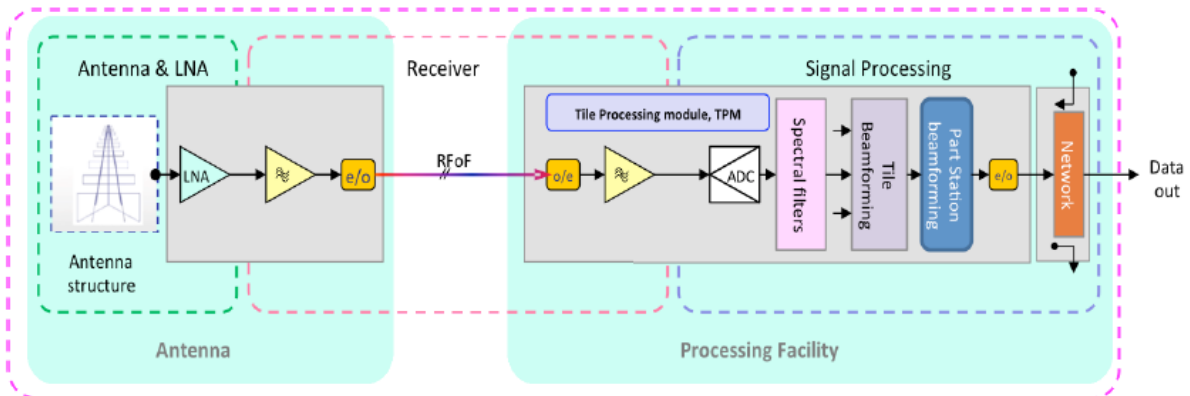 Antenna & LNA
Receiver
Signal Processing
Tile Processing module, TPM
LNA
e/o
RFoF
o/e
ADC
Spectral filters
Tile
Beamforming
Part Station
beamforming
e/o
Network
Data
out
Antenna
structure
Antenna
Processing Facility